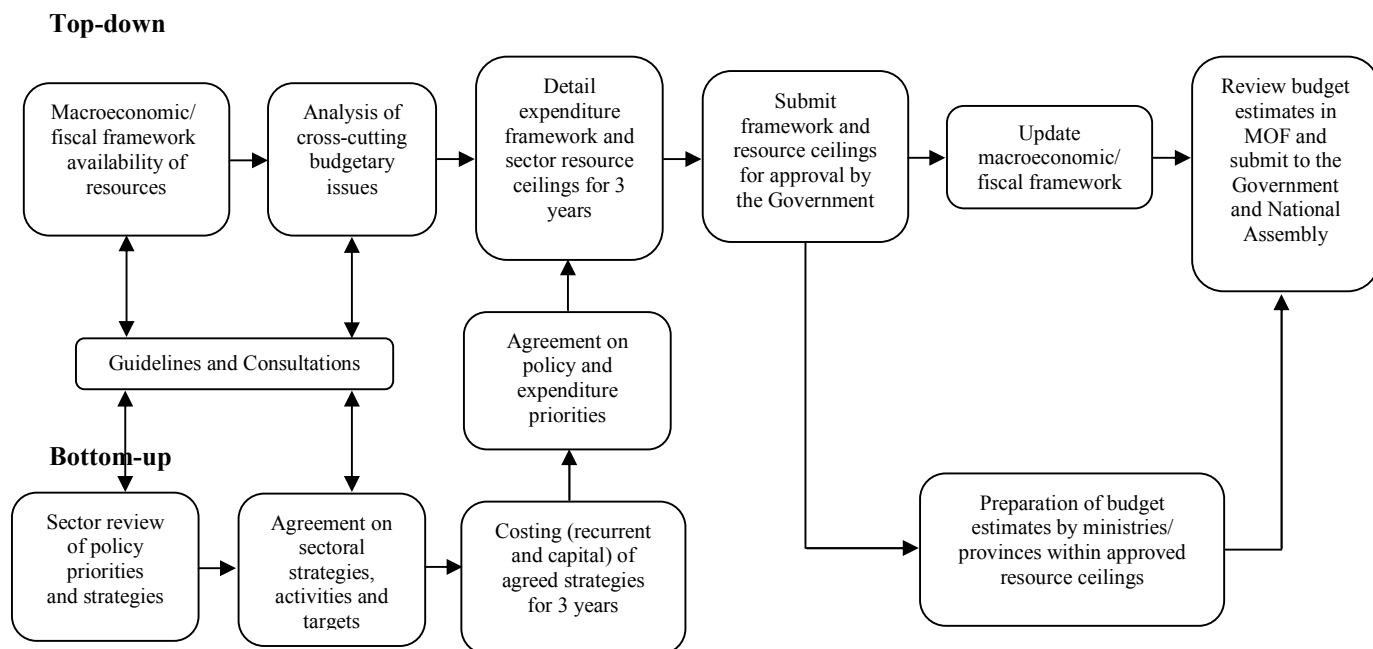 Top-down
Macroeconomic/
fiscal framework
availability of
resources
Analysis of
cross-cutting
budgetary
issues
Detail
expenditure
framework and
sector resource
ceilings for 3
years
Submit
framework and
resource ceilings
for approval by
the Government
Update
macroeconomic/
fiscal framework
Review budget
estimates in
MOF and
submit to the
Government
and National
Assembly
Guidelines and Consultations
Agreement on
policy and
expenditure
priorities
Bottom-up
Sector review
of policy
priorities
and strategies
Agreement on
sectoral
strategies,
activities and
targets
Costing (recurrent
and capital) of
agreed strategies
for 3 years
Preparation of budget
estimates by ministries/
provinces within approved
resource ceilings